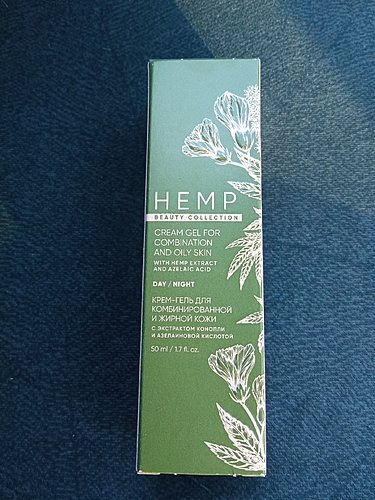 HEMP
BEAUTY COLLECTION
CREAM GEL FOR
COMBINATION
AND OILY SKIN
WITH HEMP EXTRACT
AND AZELAIC ACID
DAY / NIGHT
КРЕМ-ГЕЛЬ ДЛЯ
КОМБИНИРОВАННОЙ
И ЖИРНОЙ КОЖИ
С ЭКСТРАКТОМ КОНОПЛИ
И АЗЕЛАИНОВОЙ КИСЛОТОЙ
50 ml / 1.7 fl. oz.